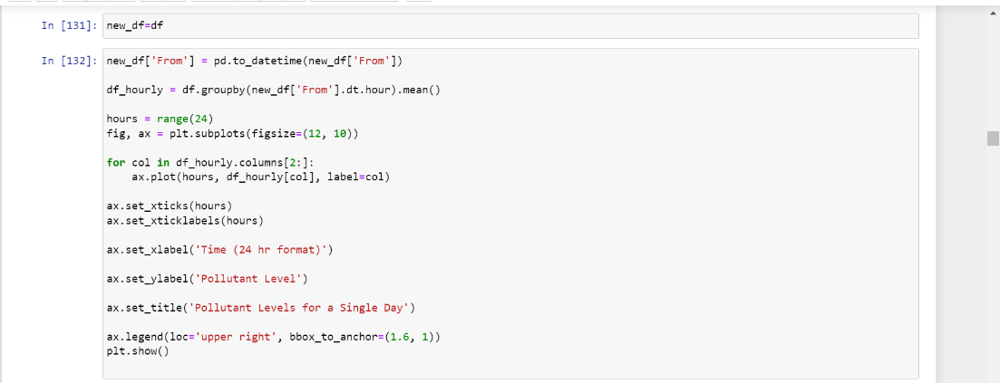 In [131]: new_df=df
In [132]: new_df['From'] = pd.to_datetime(new_df['From'])
df_hourly = df.groupby(new_df['From'].dt.hour).mean()
hours = range(24)
fig, ax = plt.subplots(figsize=(12, 10))
for col in df_hourly.columns[2:]:
    ax.plot(hours, df_hourly[col], label=col)
ax.set_xticks(hours)
ax.set_xticklabels(hours)
ax.set_xlabel('Time (24 hr format)')
ax.set_ylabel('Pollutant Level')
ax.set_title('Pollutant Levels for a Single Day')
ax.legend(loc='upper right', bbox_to_anchor=(1.6, 1))
plt.show()